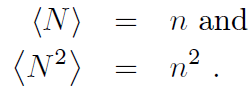 ⟨N⟩ = n and
⟨N²⟩ = n² .